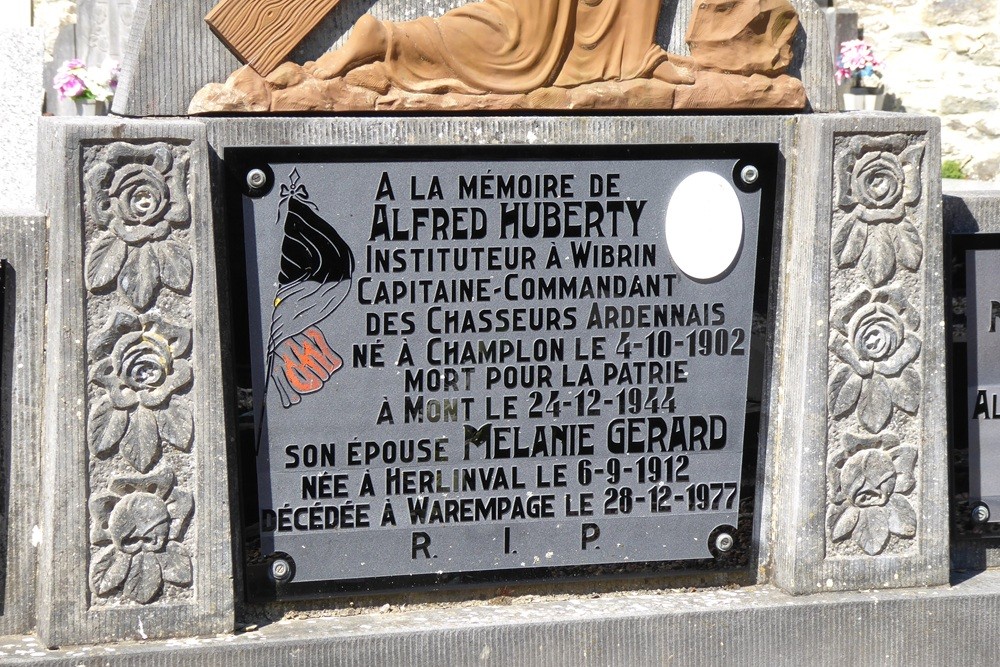 A LA MÉMOIRE DE
ALFRED HUBERTY
INSTITUTEUR À WIBRIN
CAPITAINE-COMMANDANT
DES CHASSEURS ARDENNAIS
NÉ À CHAMPLON LE 4-10-1902
MORT POUR LA PATRIE
À MONT LE 24-12-1944
SON ÉPOUSE MELANIE GERARD
NÉE À HERLINVAL LE 6-9-1912
DÉCÉDÉE À WAREMPAGE LE 28-12-1977
R. I. P.